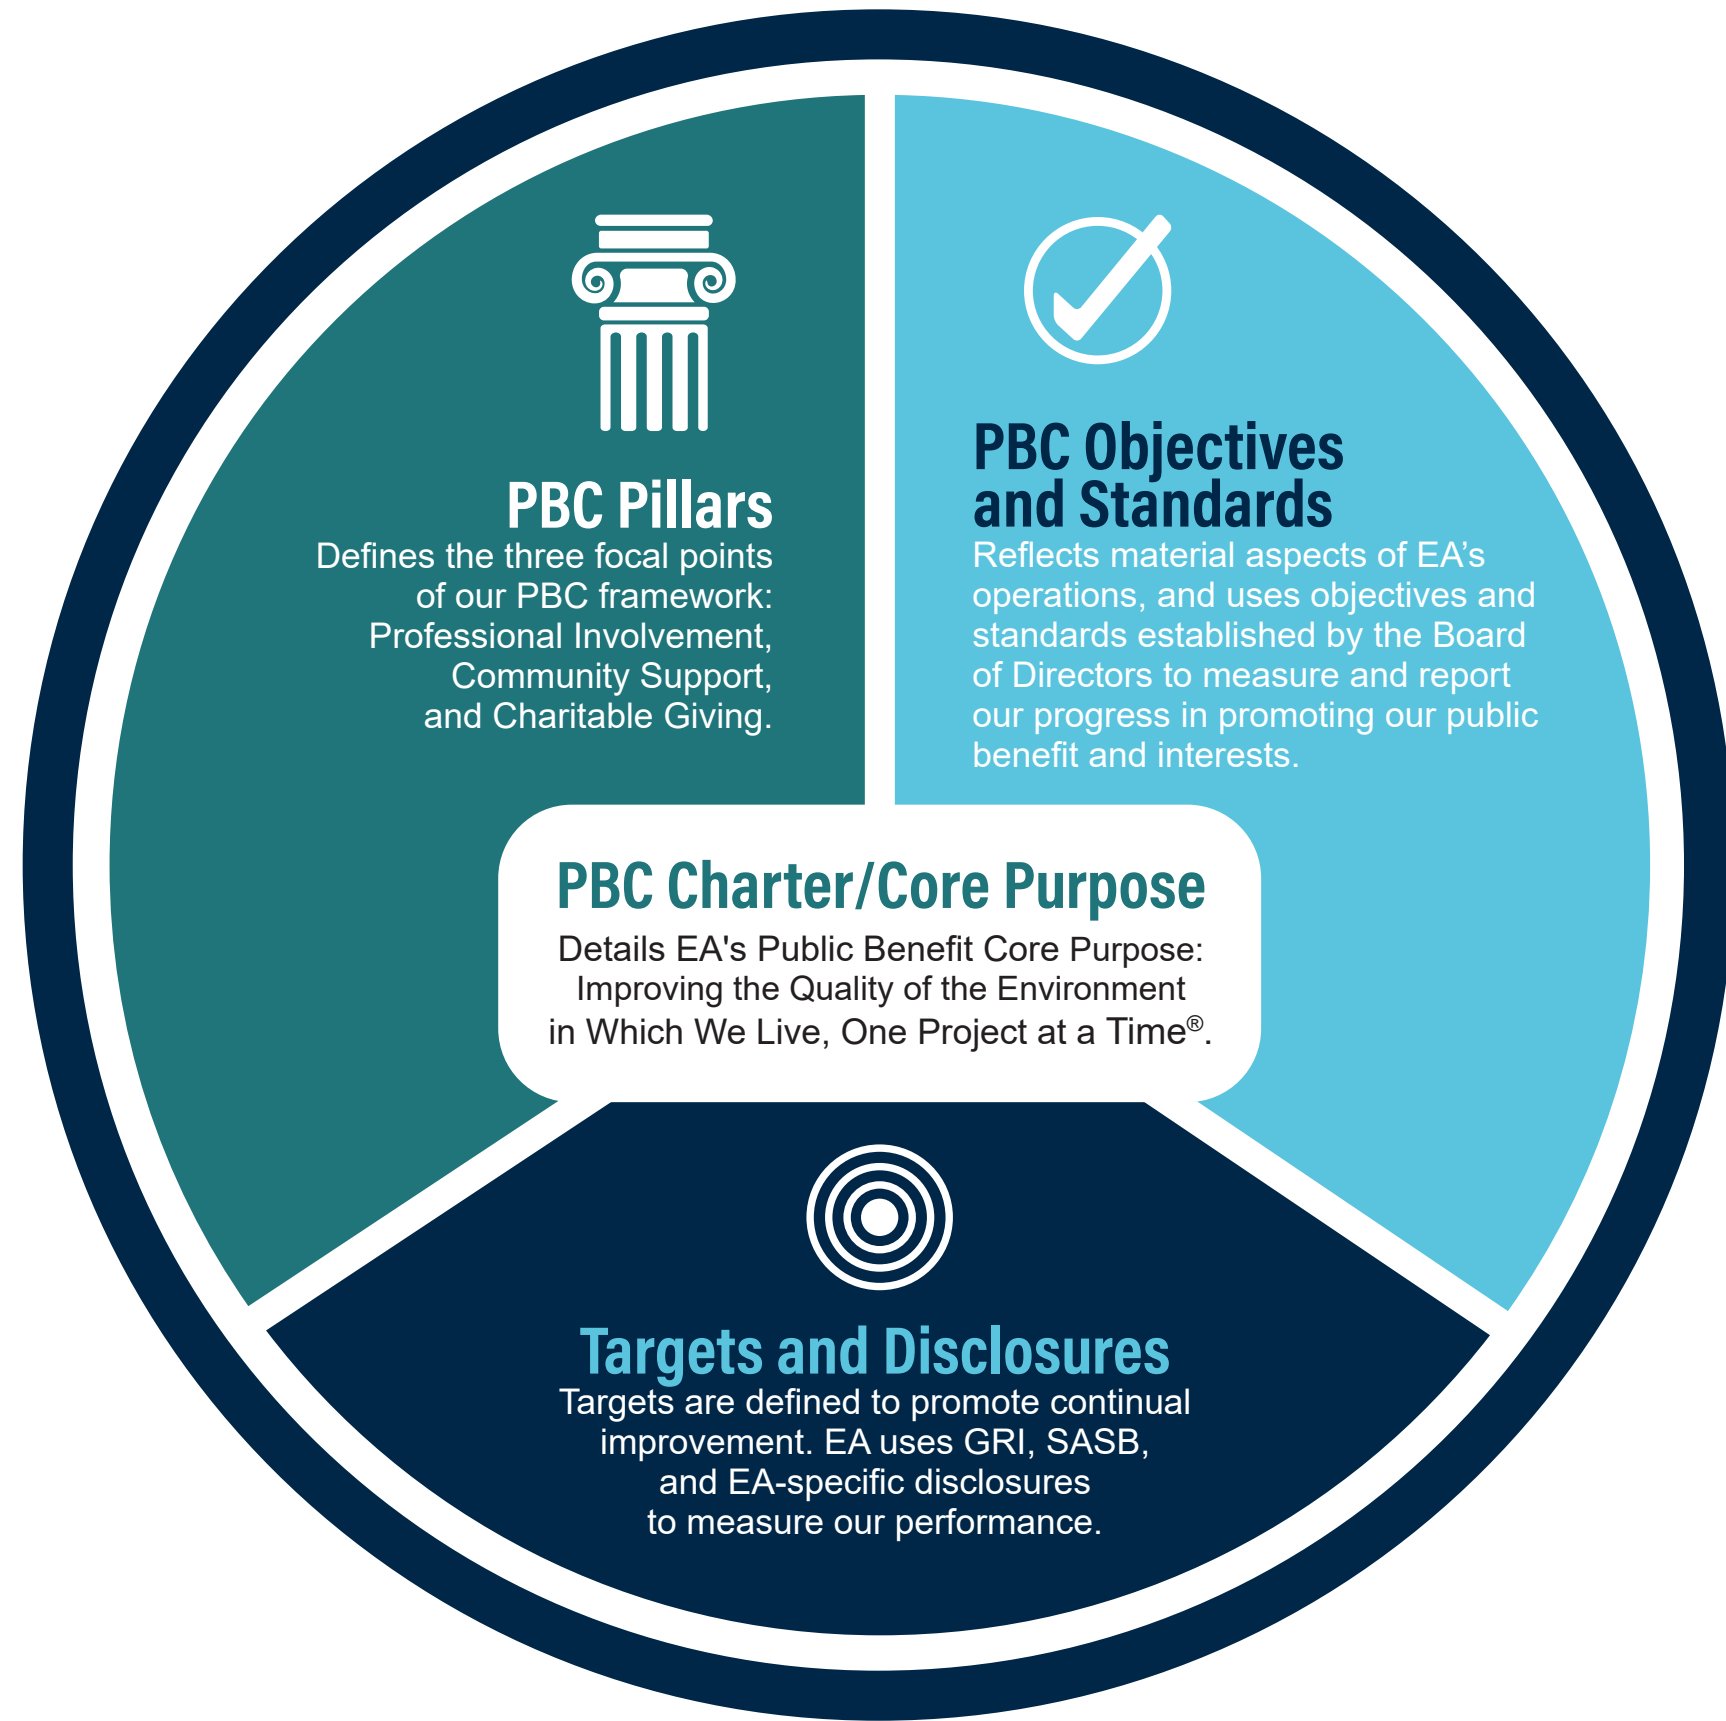 PBC Pillars
Defines the three focal points
of our PBC framework:
Professional Involvement,
Community Support,
and Charitable Giving.
PBC Objectives
and Standards
Reflects material aspects of EA’s
operations, and uses objectives and
standards established by the Board
of Directors to measure and report
our progress in promoting our public
benefit and interests.
PBC Charter/Core Purpose
Details EA's Public Benefit Core Purpose:
Improving the Quality of the Environment
in Which We Live, One Project at a Time®.
Targets and Disclosures
Targets are defined to promote continual
improvement. EA uses GRI, SASB,
and EA-specific disclosures
to measure our performance.